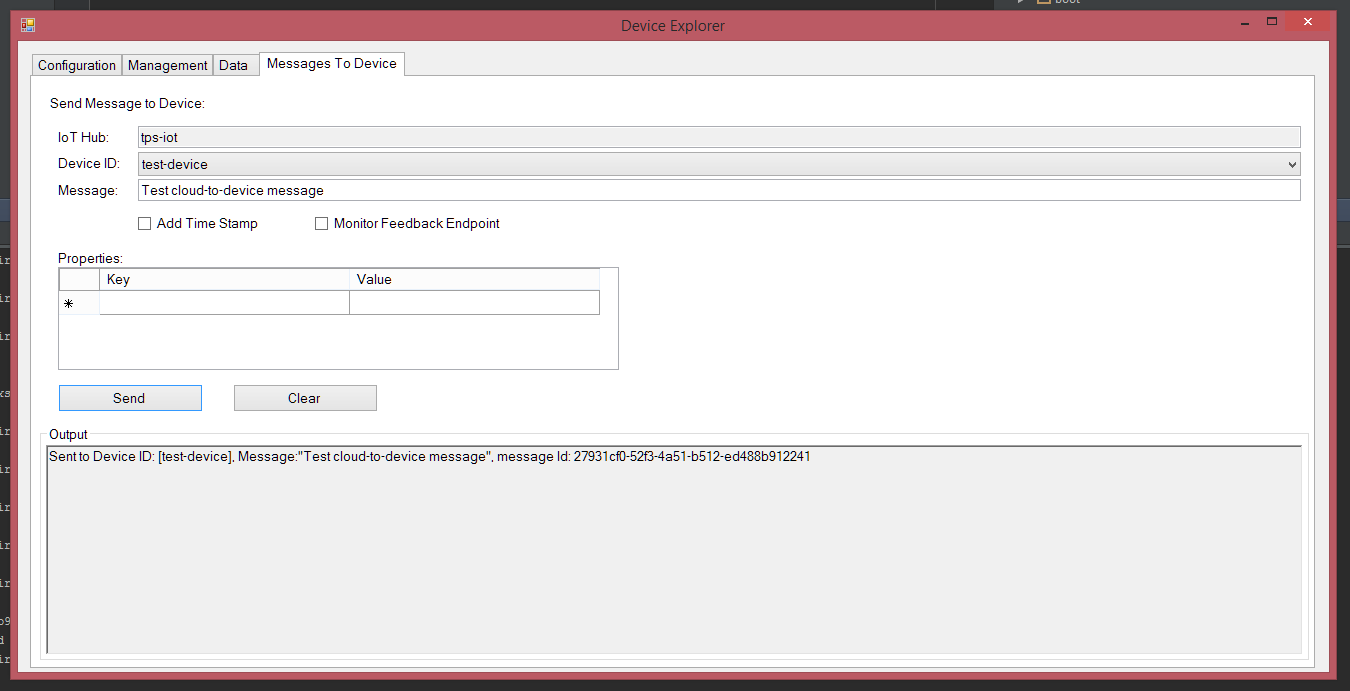 boot
Device Explorer
Configuration Management Data Messages To Device
Send Message to Device:
IoT Hub: tps-iot
Device ID: test-device
Message: Test cloud-to-device message
Add Time Stamp Monitor Feedback Endpoint
Properties:
Key Value
Send Clear
Output
Sent to Device ID: [test-device], Message:"Test cloud-to-device message", message Id: 27931cf0-52f3-4a51-b512-ed488b912241